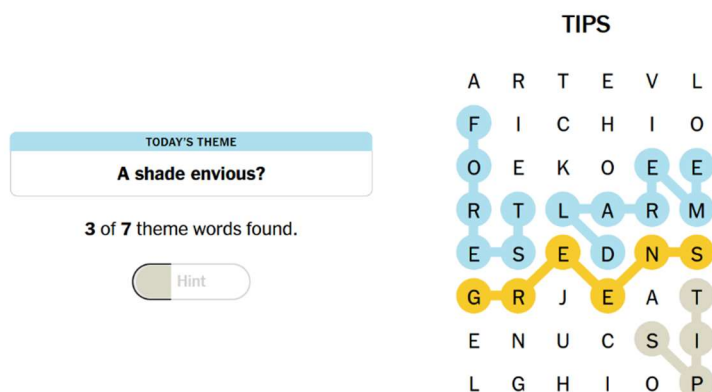 TIPS
A R T E V L
F I C H I O
TODAY'S THEME
A shade envious?
O E K O E E
R T L A R M
3 of 7 theme words found.
E S E D N S
Hint
G R J E A T
E N U C S I
L G H I O P